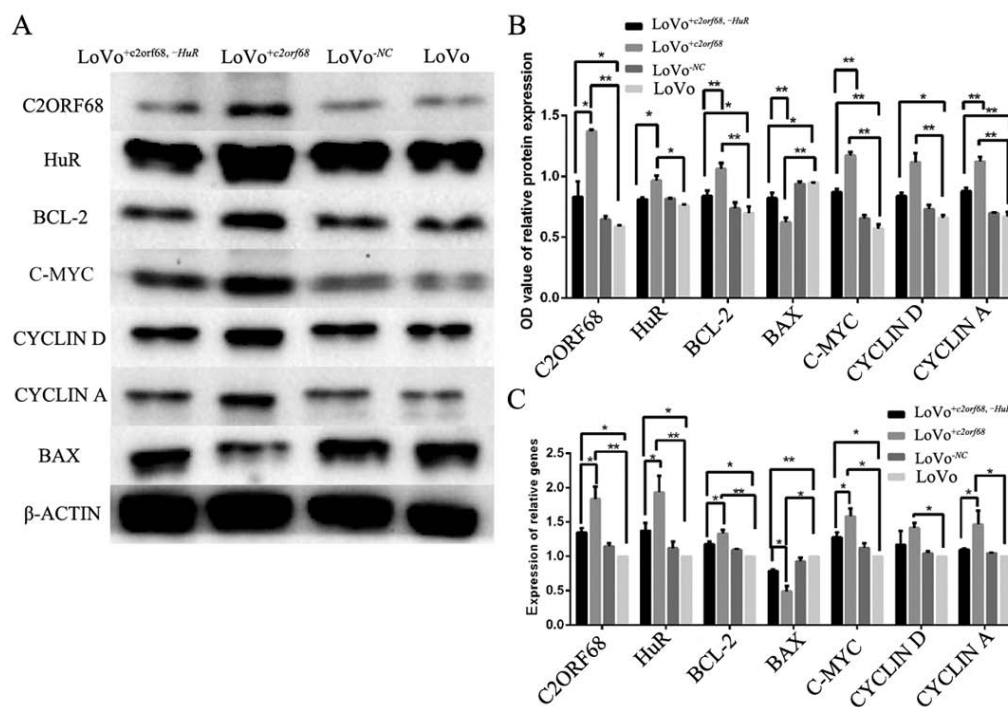 A
LoVo+c2orf68, -HuR LoVo+c2orf68 LoVo-NC LoVo
C2ORF68
HuR
BCL-2
C-MYC
CYCLIN D
CYCLIN A
BAX
β-ACTIN
B
LoVo+c2orf68, -HuR
LoVo+c2orf68
LoVo-NC
LoVo
OD value of relative protein expression
** * ** ** * ** * * ** * ** ** * ** ** ** * ** ** ** **
1.5
1.0
0.5
0.0
C2ORF68 HuR BCL-2 BAX C-MYC CYCLIN D CYCLIN A
C
LoVo+c2orf68, -HuR
LoVo+c2orf68
LoVo-NC
LoVo
Expression of relative genes
2.5
2.0
1.5
1.0
0.5
0.0
* * ** * * ** * * ** ** * * * * * * * *
C2ORF68 HuR BCL-2 BAX C-MYC CYCLIN D CYCLIN A